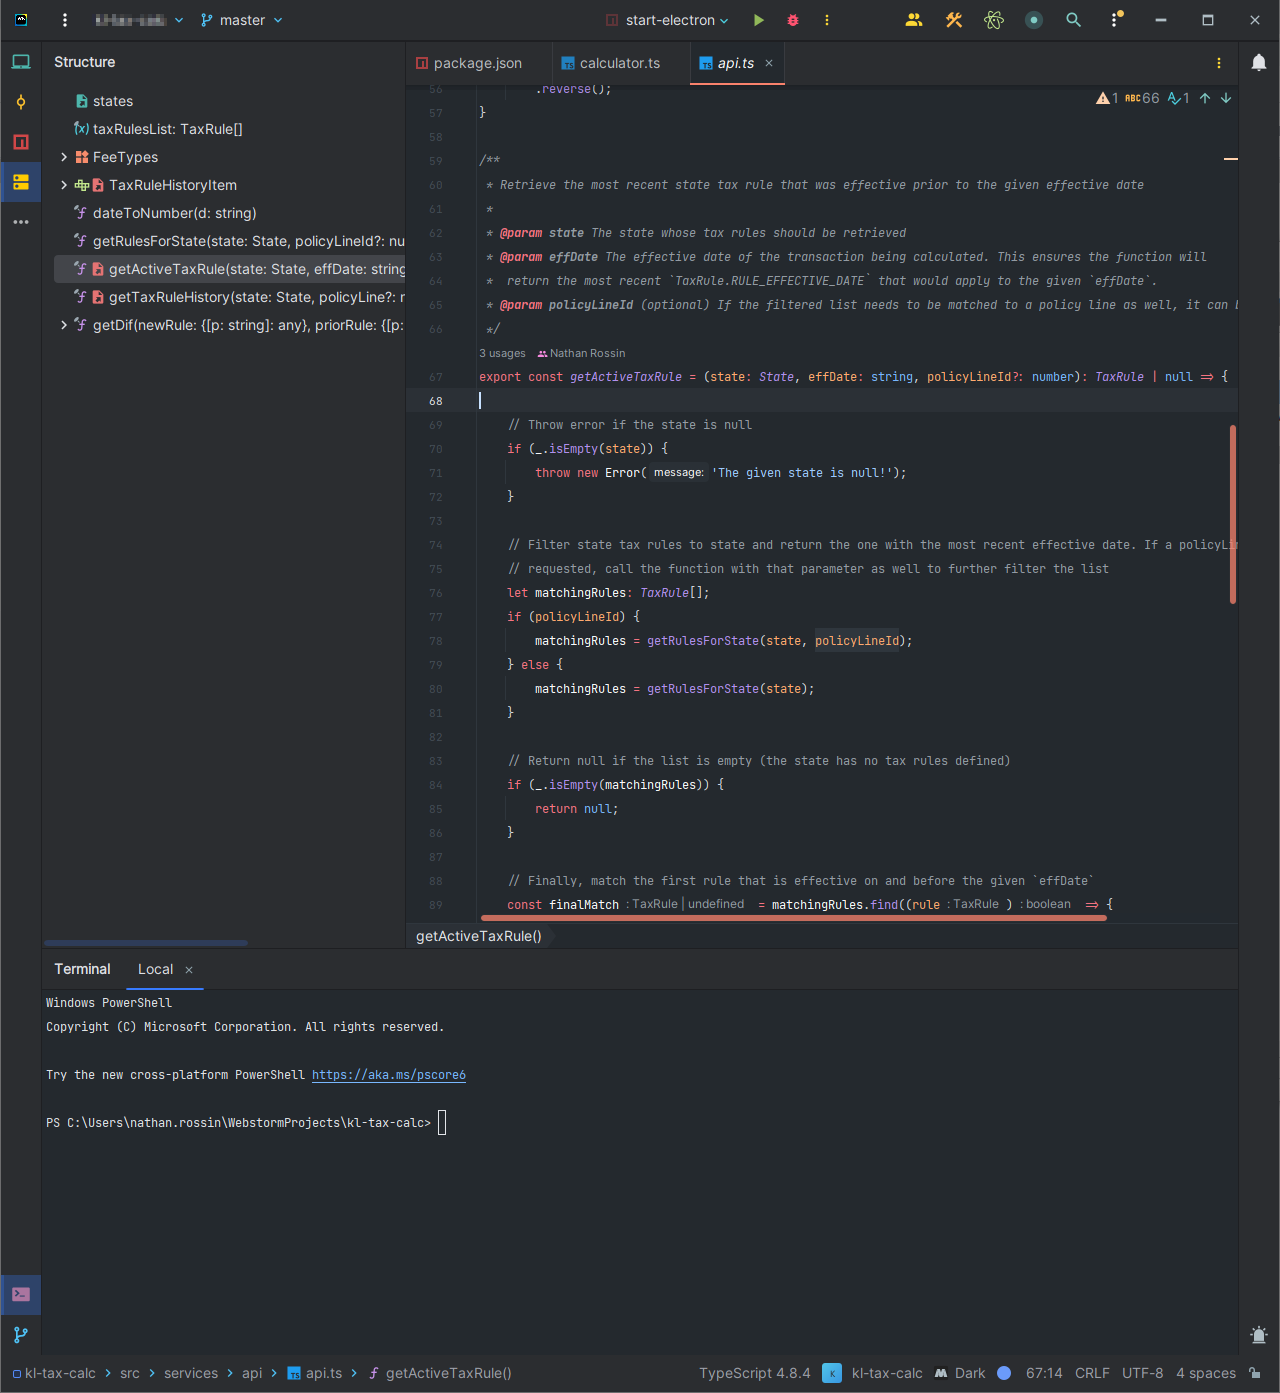 master
start-electron
Structure
package.json
calculator.ts
api.ts
states
taxRulesList: TaxRule[]
FeeTypes
TaxRuleHistoryItem
dateToNumber(d: string)
getRulesForState(state: State, policyLineId?: nu
getActiveTaxRule(state: State, effDate: string
getTaxRuleHistory(state: State, policyLine?: r
getDif(newRule: {[p: string]: any}, priorRule: {[p:
1 ABC 66 1
56 .reverse();
57 }
58
59 /**
60 * Retrieve the most recent state tax rule that was effective prior to the given effective date
61 *
62 * @param state The state whose tax rules should be retrieved
63 * @param effDate The effective date of the transaction being calculated. This ensures the function will
64 * return the most recent `TaxRule.RULE_EFFECTIVE_DATE` that would apply to the given `effDate`.
65 * @param policyLineId (optional) If the filtered list needs to be matched to a policy line as well, it can b
66 */
3 usages Nathan Rossin
67 export const getActiveTaxRule = (state: State, effDate: string, policyLineId?: number): TaxRule | null => {
68
69 // Throw error if the state is null
70 if (_.isEmpty(state)) {
71 throw new Error( message: 'The given state is null!');
72 }
73
74 // Filter state tax rules to state and return the one with the most recent effective date. If a policyLin
75 // requested, call the function with that parameter as well to further filter the list
76 let matchingRules: TaxRule[];
77 if (policyLineId) {
78 matchingRules = getRulesForState(state, policyLineId);
79 } else {
80 matchingRules = getRulesForState(state);
81 }
82
83 // Return null if the list is empty (the state has no tax rules defined)
84 if (_.isEmpty(matchingRules)) {
85 return null;
86 }
87
88 // Finally, match the first rule that is effective on and before the given `effDate`
89 const finalMatch : TaxRule | undefined = matchingRules.find((rule : TaxRule ) : boolean => {
getActiveTaxRule()
Terminal
Local
Windows PowerShell
Copyright (C) Microsoft Corporation. All rights reserved.
Try the new cross-platform PowerShell https://aka.ms/pscore6
PS C:\Users\nathan.rossin\WebstormProjects\kl-tax-calc>
kl-tax-calc > src > services > api > TS api.ts > f getActiveTaxRule()
TypeScript 4.8.4 K kl-tax-calc M Dark 67:14 CRLF UTF-8 4 spaces